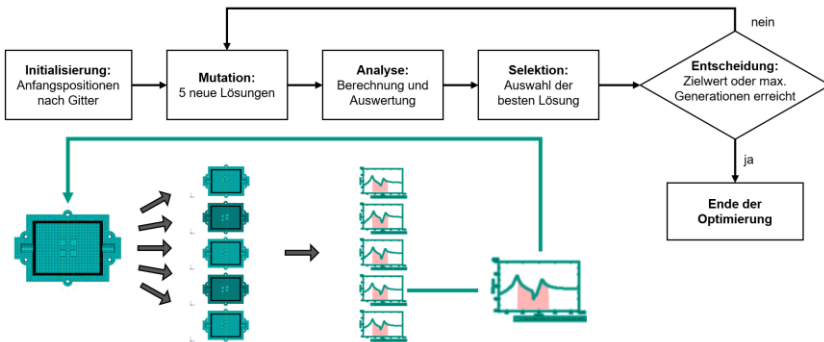 nein
Initialisierung:
Anfangspositionen
nach Gitter
Mutation:
5 neue Lösungen
Analyse:
Berechnung und
Auswertung
Selektion:
Auswahl der
besten Lösung
Entscheidung:
Zielwert oder max.
Generationen erreicht
ja
Ende der
Optimierung